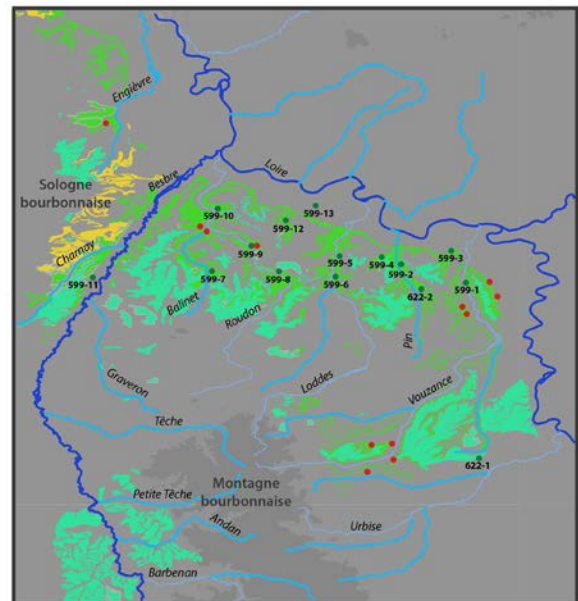 Engièvre
Loire
Besbre
Sologne
bourbonnaise
599-13
599-10
599-12
Charnay
599-3
599-9
599-5
599-4
599-2
599-11
599-7
599-8
599-6
599-1
622-2
Balinet
Roudon
Pin
Loddes
Vouzance
Graveron
Têche
622-1
Montagne
bourbonnaise
Petite Têche
Andan
Urbise
Barbenan